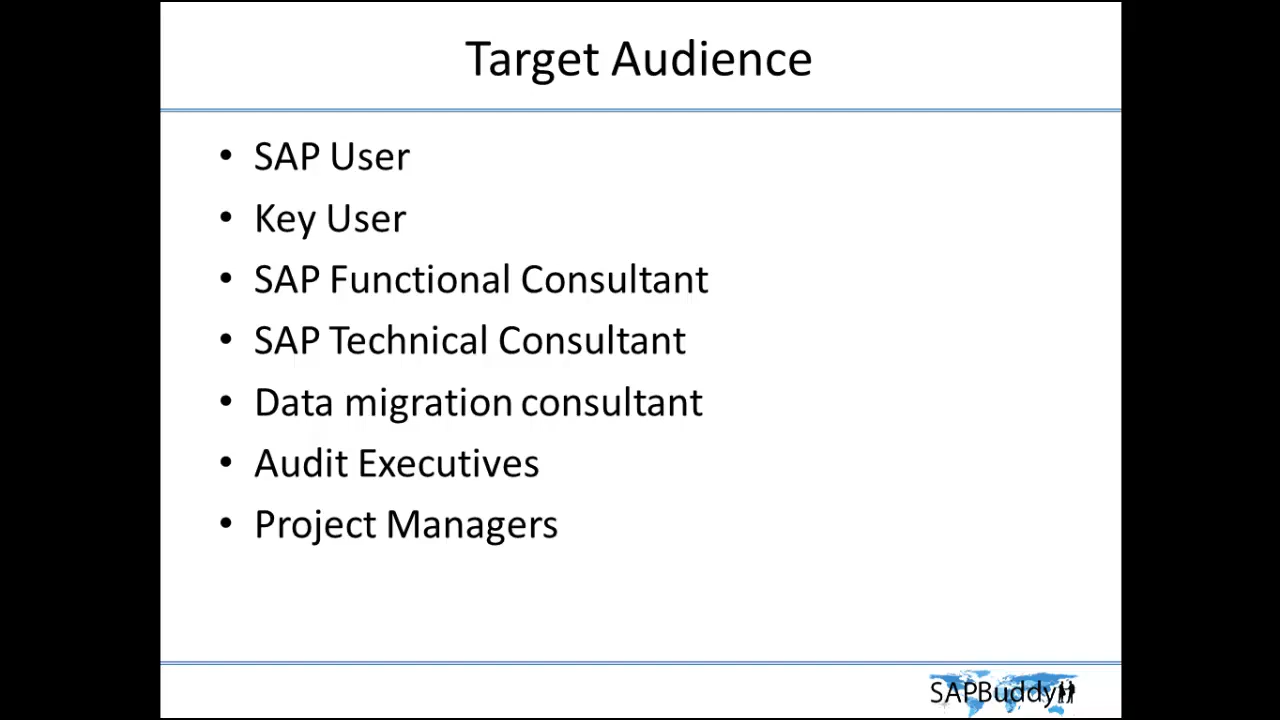 Target Audience
• SAP User
• Key User
• SAP Functional Consultant
• SAP Technical Consultant
• Data migration consultant
• Audit Executives
• Project Managers
SAPBuddy